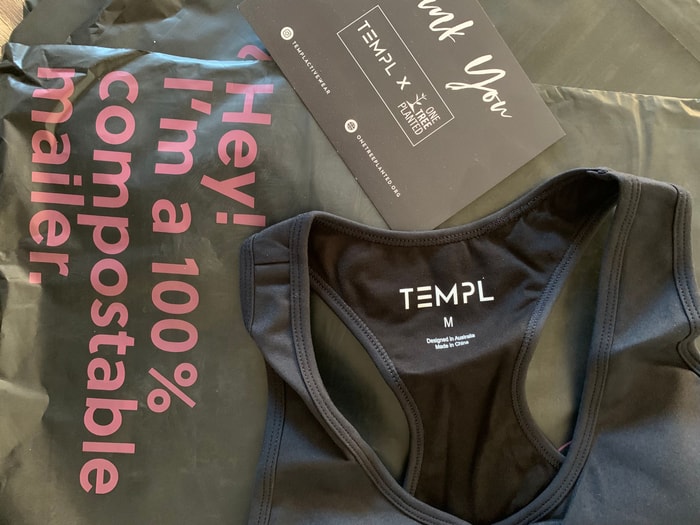 Hey!
I'm a 100%
compostable
mailer.
You
TEMPL X
ONE
TREE
PLANTED
TEMPLACTIVEWEAR
ONETREEPLANTED.ORG
TEMPL
M
Designed in Australia
Made in China